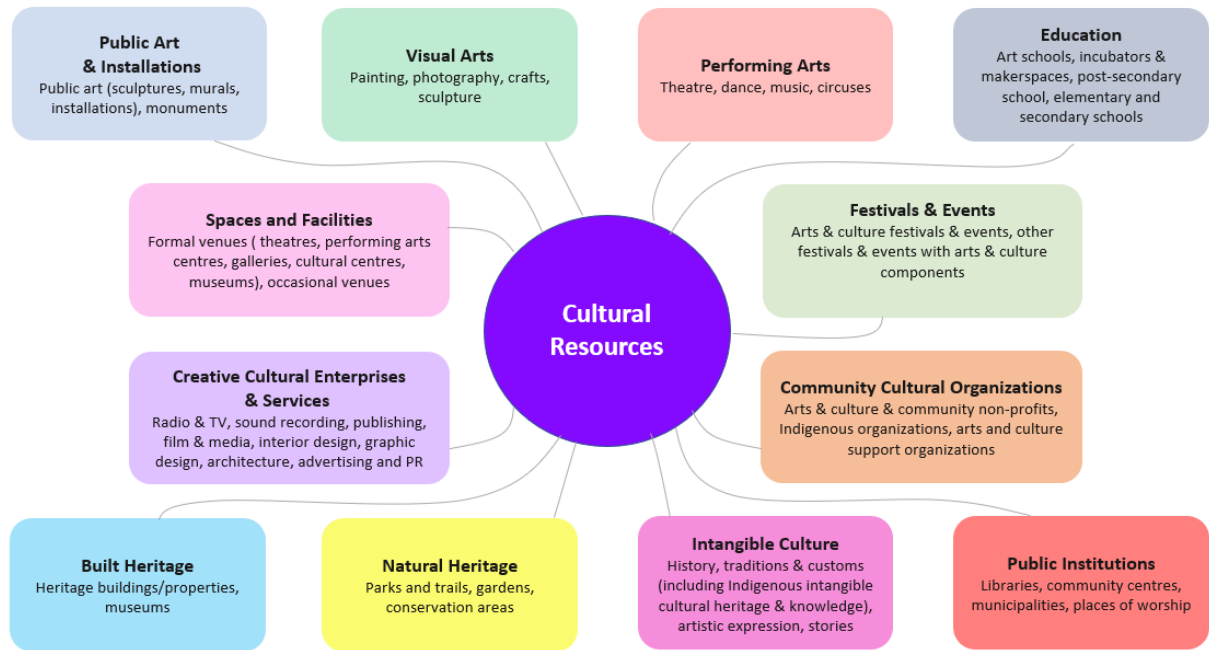 Public Art
& Installations
Public art (sculptures, murals,
installations), monuments
Visual Arts
Painting, photography, crafts,
sculpture
Performing Arts
Theatre, dance, music, circuses
Education
Art schools, incubators &
makerspaces, post-secondary
school, elementary and
secondary schools
Spaces and Facilities
Formal venues ( theatres, performing arts
centres, galleries, cultural centres,
museums), occasional venues
Festivals & Events
Arts & culture festivals & events, other
festivals & events with arts & culture
components
Cultural
Resources
Creative Cultural Enterprises
& Services
Radio & TV, sound recording, publishing,
film & media, interior design, graphic
design, architecture, advertising and PR
Community Cultural Organizations
Arts & culture & community non-profits,
Indigenous organizations, arts and culture
support organizations
Built Heritage
Heritage buildings/properties,
museums
Natural Heritage
Parks and trails, gardens,
conservation areas
Intangible Culture
History, traditions & customs
(including Indigenous intangible
cultural heritage & knowledge),
artistic expression, stories
Public Institutions
Libraries, community centres,
municipalities, places of worship